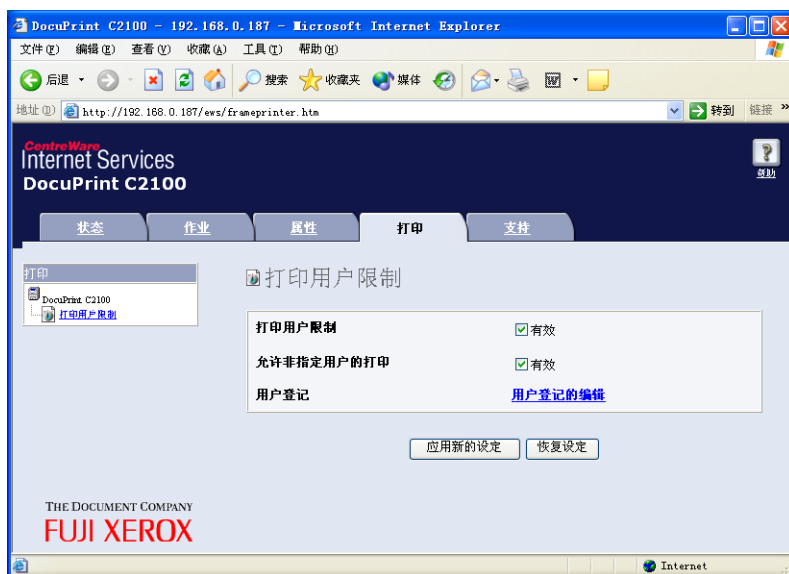 DocuPrint C2100 - 192.168.0.187 - Microsoft Internet Explorer
文件(F) 编辑(E) 查看(V) 收藏(A) 工具(T) 帮助(H)
后退 搜索 收藏夹 媒体
地址(D) http://192.168.0.187/ews/frameprinter.htm 转到 链接 »
CentreWare
Internet Services
DocuPrint C2100
帮助
状态 作业 属性 打印 支持
打印
DocuPrint C2100
打印用户限制
打印用户限制
打印用户限制 有效
允许非指定用户的打印 有效
用户登记 用户登记的编辑
应用新的设定 恢复设定
THE DOCUMENT COMPANY
FUJI XEROX
Internet